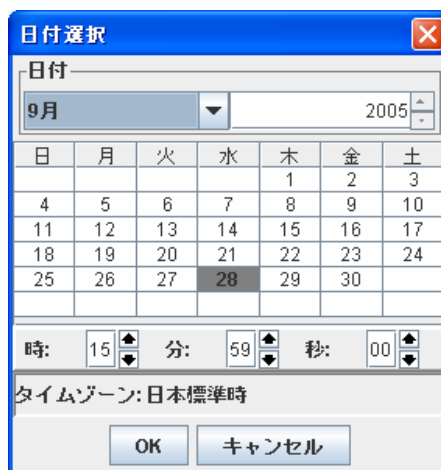 日付選択
日付
9月 2005
日 月 火 水 木 金 土
1 2 3
4 5 6 7 8 9 10
11 12 13 14 15 16 17
18 19 20 21 22 23 24
25 26 27 28 29 30
時: 15 分: 59 秒: 00
タイムゾーン: 日本標準時
OK キャンセル